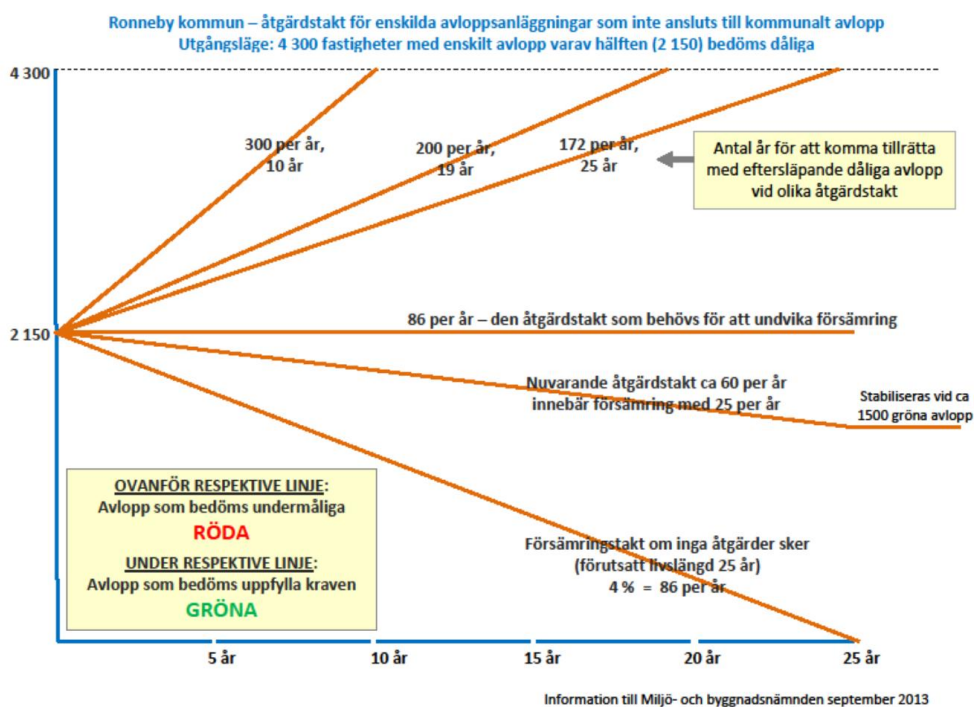 Ronneby kommun – åtgärdstakt för enskilda avloppsanläggningar som inte ansluts till kommunalt avlopp
Utgångsläge: 4 300 fastigheter med enskilt avlopp varav hälften (2 150) bedöms dåliga
4 300
300 per år,
10 år
200 per år,
19 år
172 per år,
25 år
Antal år för att komma tillrätta
med eftersläpande dåliga avlopp
vid olika åtgärdstakt
86 per år – den åtgärdstakt som behövs för att undvika försämring
2 150
Nuvarande åtgärdstakt ca 60 per år
innebär försämring med 25 per år
Stabiliseras vid ca
1500 gröna avlopp
OVANFÖR RESPEKTIVE LINJE:
Avlopp som bedöms undermåliga
RÖDA
UNDER RESPEKTIVE LINJE:
Avlopp som bedöms uppfylla kraven
GRÖNA
Försämringstakt om inga åtgärder sker
(förutsatt livslängd 25 år)
4 % = 86 per år
5 år
10 år
15 år
20 år
25 år
Information till Miljö- och byggnadsnämnden september 2013